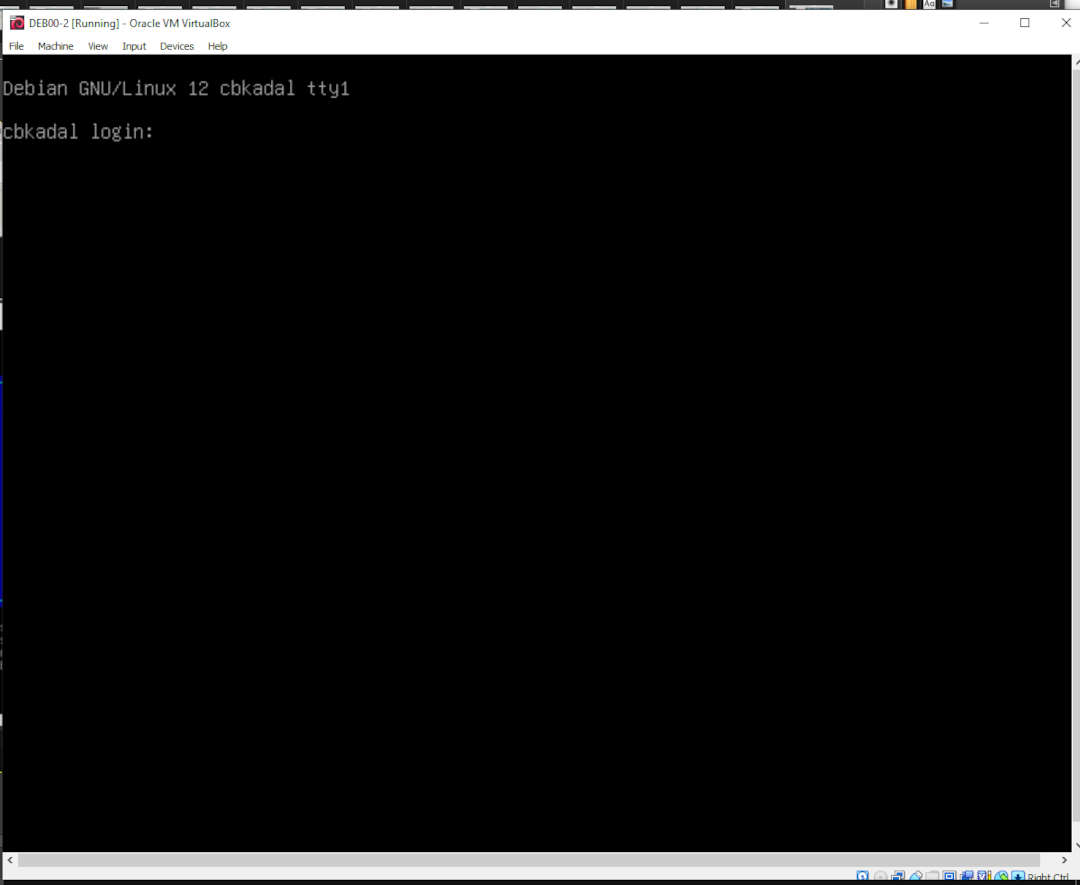 DEB00-2 [Running] - Oracle VM VirtualBox
File Machine View Input Devices Help
Debian GNU/Linux 12 cbkadal tty1
cbkadal login:
Right Ctrl